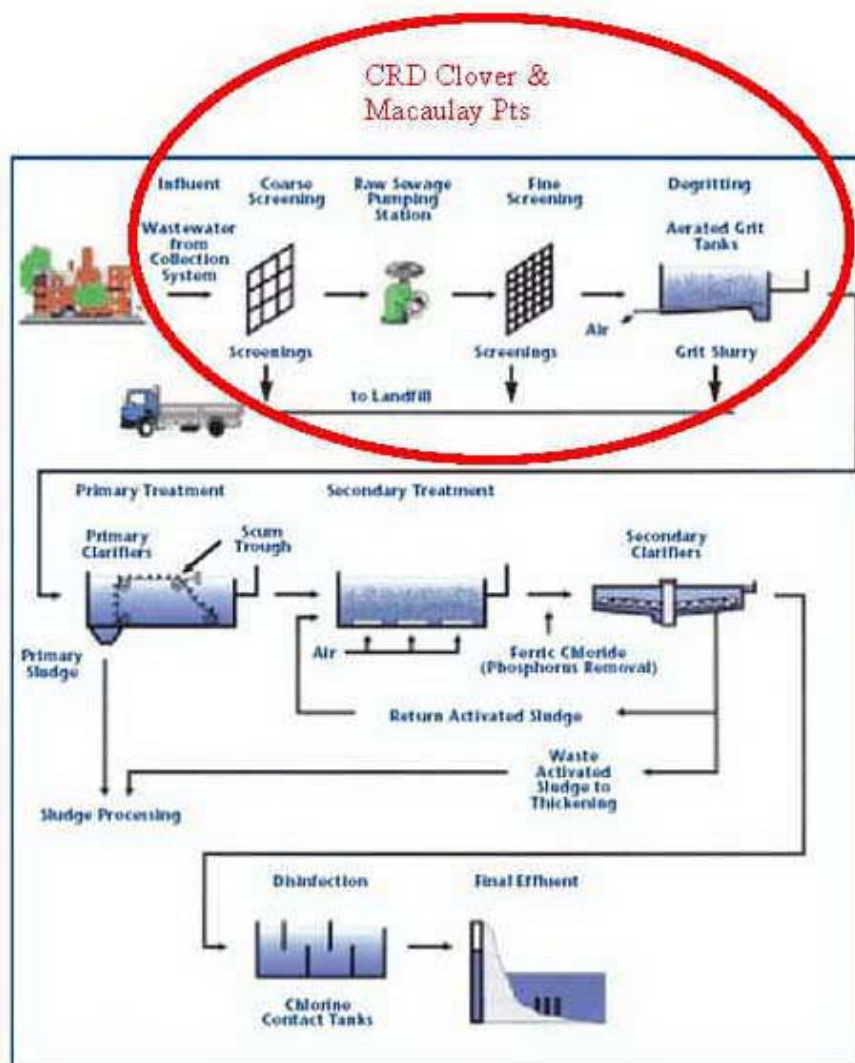 CRD Clover &
Macaulay Pts
Influent
Coarse
Screening
Raw Sewage
Pumping
Station
Fine
Screening
Degritting
Wastewater
from
Collection
System
Aerated Grit
Tanks
Air
Screenings
Screenings
Grit Slurry
to Landfill
Primary Treatment
Secondary Treatment
Primary
Clarifiers
Scum
Trough
Secondary
Clarifiers
Primary
Sludge
Air
Ferric Chloride
(Phosphorus Removal)
Return Activated Sludge
Waste
Activated
Sludge to
Thickening
Sludge Processing
Disinfection
Final Effluent
Chlorine
Contact Tanks